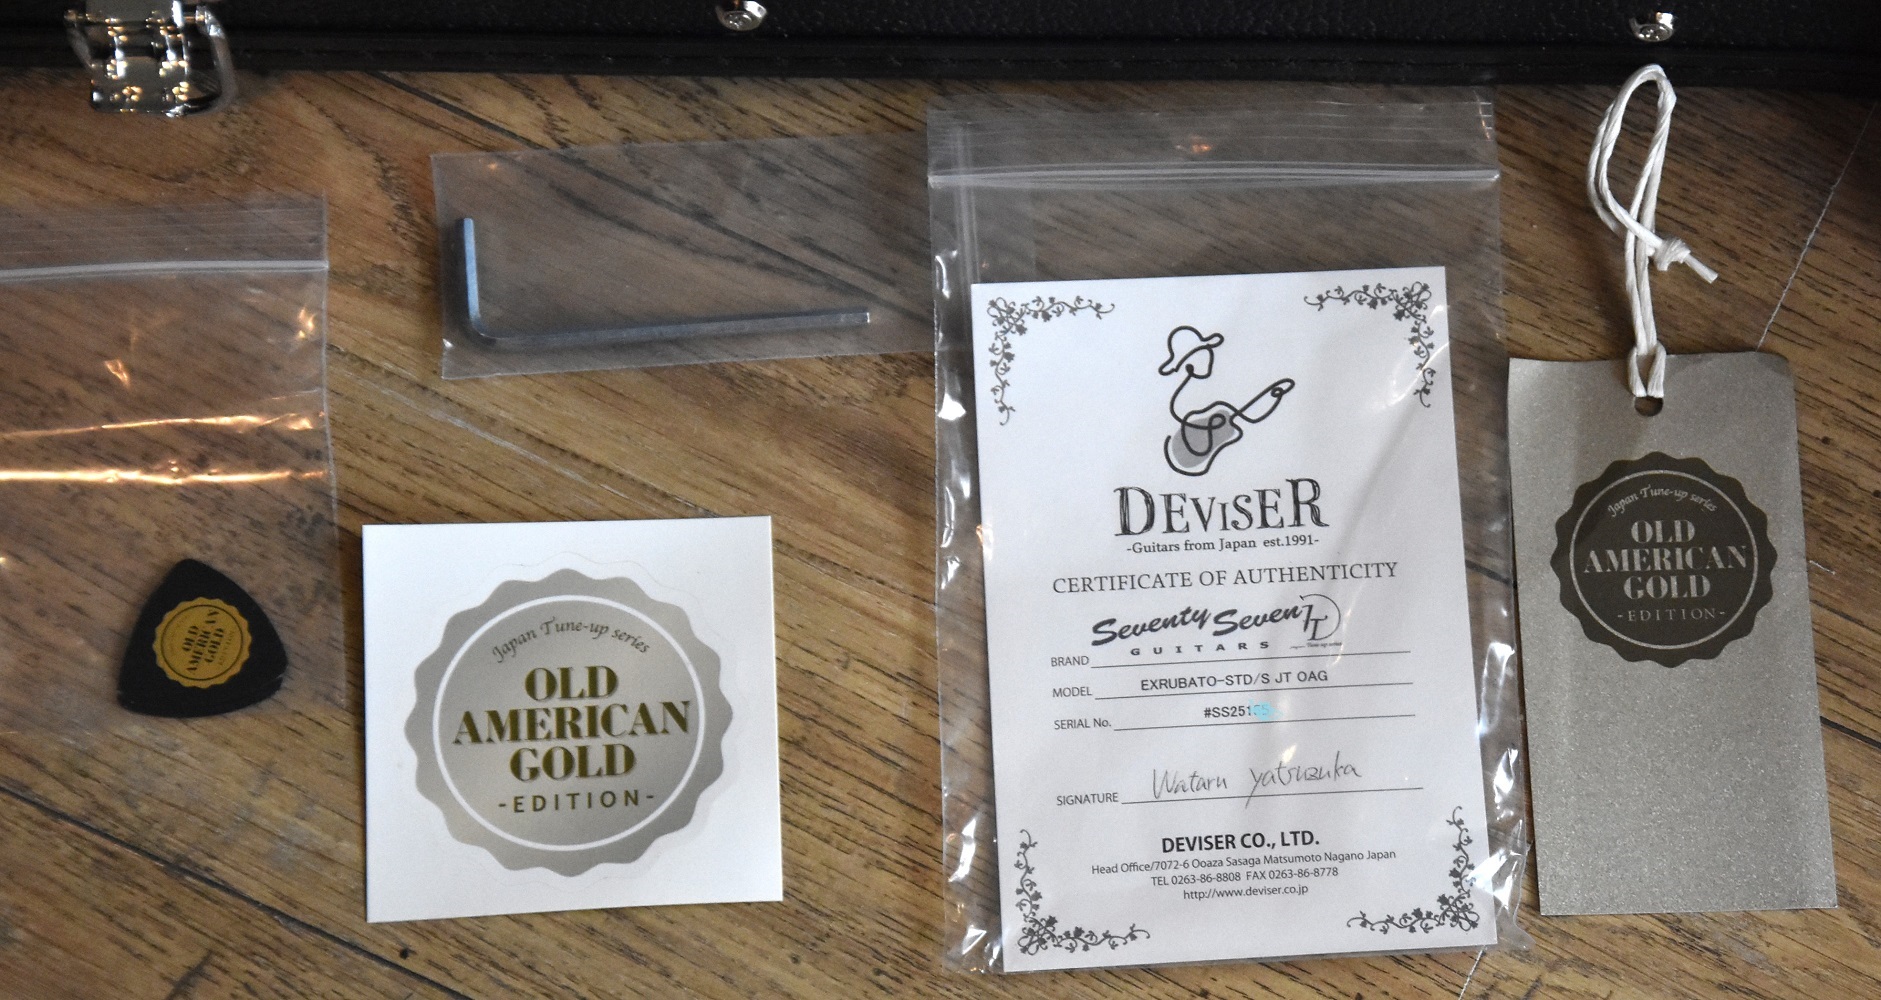 OLD
AMERICAN
GOLD
Japan Tune-up series
OLD
AMERICAN
GOLD
-EDITION-
DEVISER
-Guitars from Japan est.1991-
CERTIFICATE OF AUTHENTICITY
Seventy Seven
GUITARS
BRAND
MODEL EXRUBATO-STD/S JT OAG
SERIAL No. #SS251
SIGNATURE Wataru yatsuzuka
DEVISER CO., LTD.
Head Office/7072-6 Ooaza Sasaga Matsumoto Nagano Japan
TEL 0263-86-8808 FAX 0263-86-8778
http://www.deviser.co.jp
Japan Tune-up series
OLD
AMERICAN
GOLD
-EDITION-